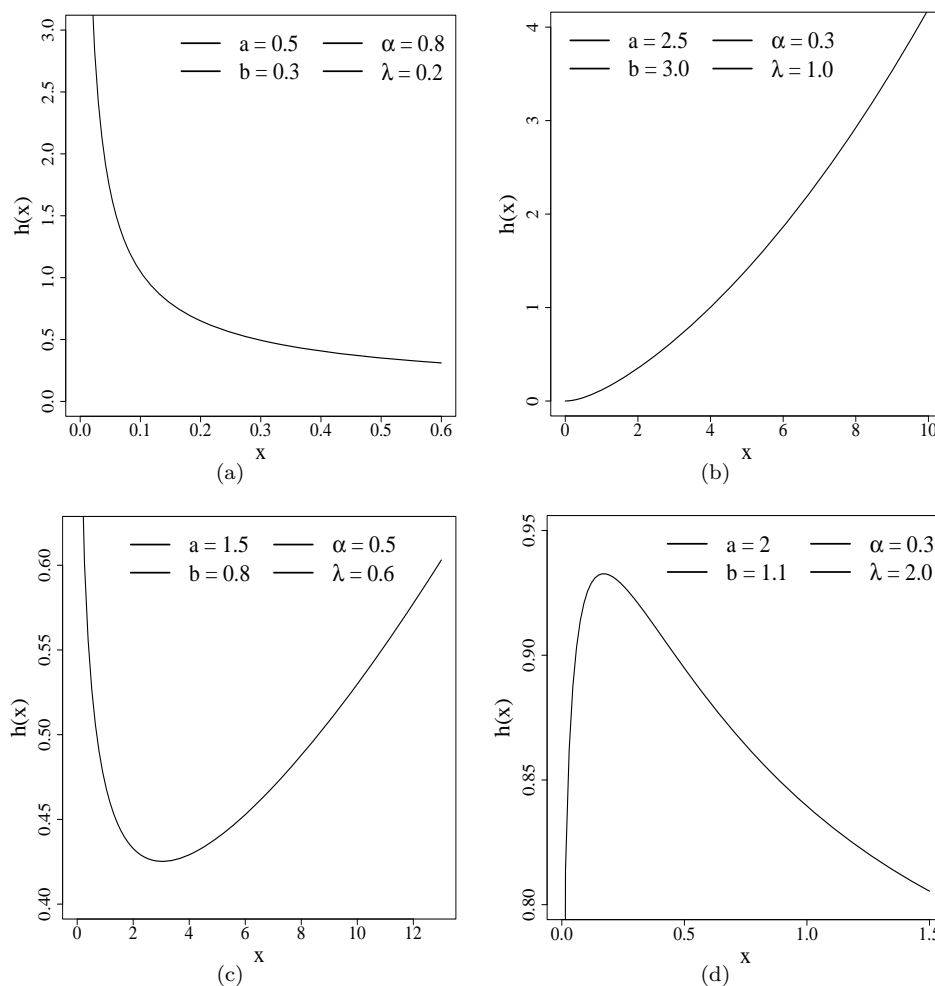 a = 0.5 α = 0.8
b = 0.3 λ = 0.2
h(x)
0.0 0.5 1.0 1.5 2.0 2.5 3.0
0.0 0.1 0.2 0.3 0.4 0.5 0.6
x
(a)
a = 2.5 α = 0.3
b = 3.0 λ = 1.0
h(x)
0 1 2 3 4
0 2 4 6 8 10
x
(b)
a = 1.5 α = 0.5
b = 0.8 λ = 0.6
h(x)
0.40 0.45 0.50 0.55 0.60
0 2 4 6 8 10 12
x
(c)
a = 2 α = 0.3
b = 1.1 λ = 2.0
h(x)
0.80 0.85 0.90 0.95
0.0 0.5 1.0 1.5
x
(d)